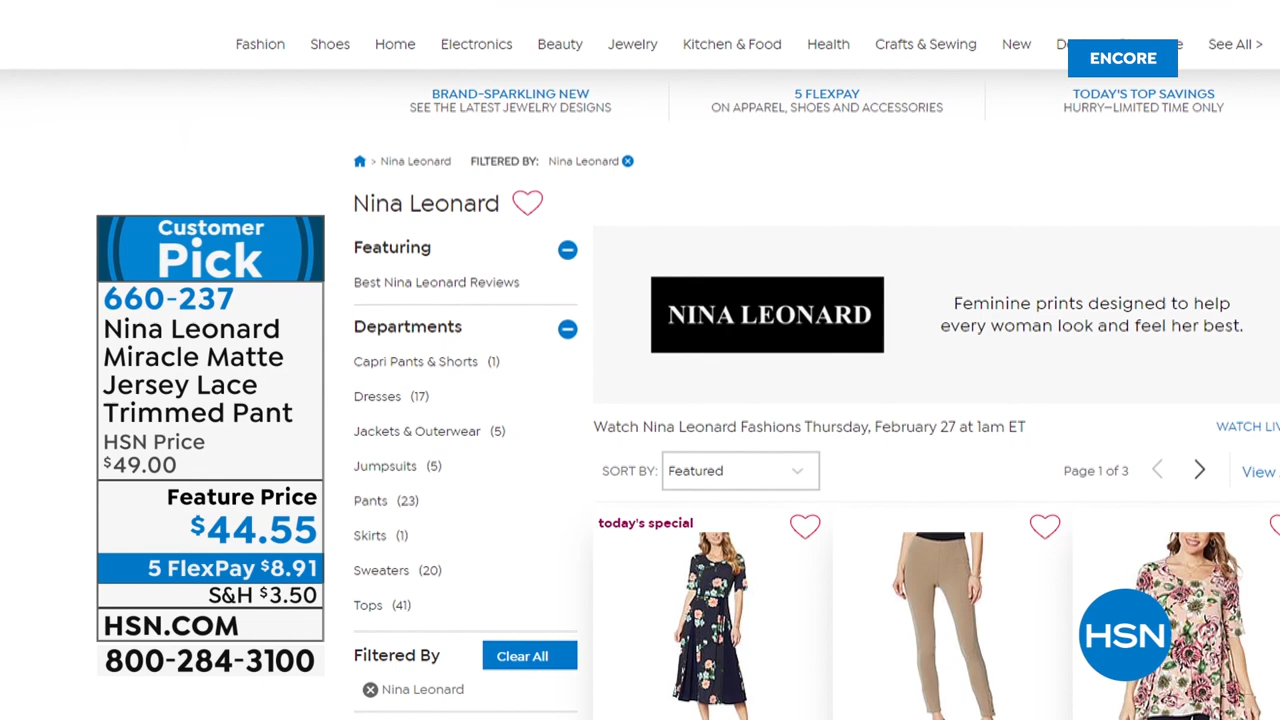 Fashion Shoes Home Electronics Beauty Jewelry Kitchen & Food Health Crafts & Sewing New See All >
ENCORE
BRAND-SPARKLING NEW
SEE THE LATEST JEWELRY DESIGNS
5 FLEXPAY
ON APPAREL, SHOES AND ACCESSORIES
TODAY'S TOP SAVINGS
HURRY—LIMITED TIME ONLY
> Nina Leonard FILTERED BY: Nina Leonard
Nina Leonard
Customer
Pick
660-237
Nina Leonard
Miracle Matte
Jersey Lace
Trimmed Pant
HSN Price
$49.00
Feature Price
$44.55
5 FlexPay $8.91
S&H $3.50
HSN.COM
800-284-3100
Featuring
Best Nina Leonard Reviews
Departments
Capri Pants & Shorts (1)
Dresses (17)
Jackets & Outerwear (5)
Jumpsuits (5)
Pants (23)
Skirts (1)
Sweaters (20)
Tops (41)
Filtered By
Clear All
Nina Leonard
NINA LEONARD
Feminine prints designed to help
every woman look and feel her best.
Watch Nina Leonard Fashions Thursday, February 27 at 1am ET
WATCH
SORT BY: Featured
Page 1 of 3
View
today's special
HSN